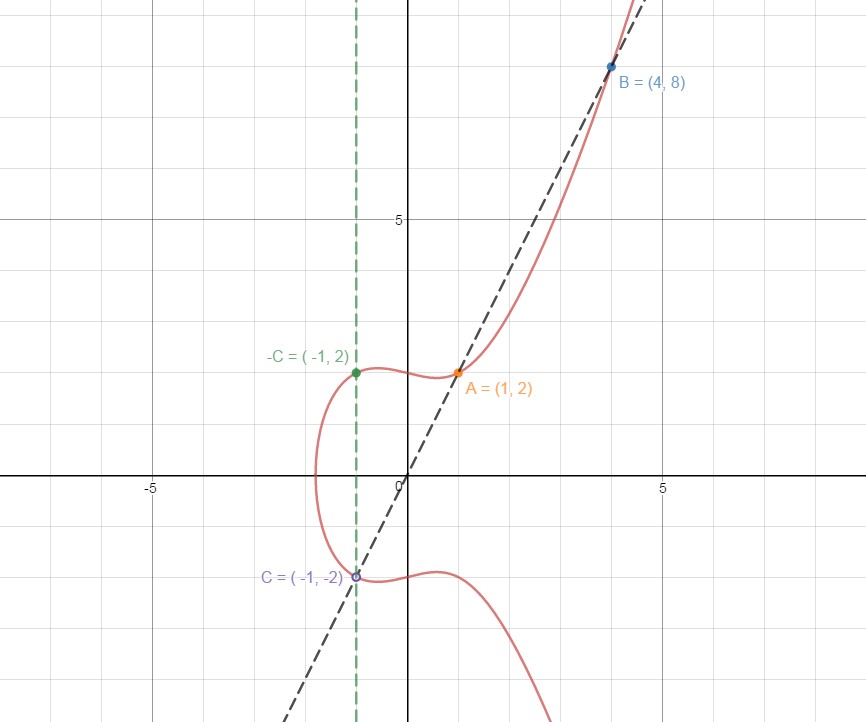 B = (4, 8)
5
-C = ( -1, 2)
A = (1, 2)
-5
0
5
C = ( -1, -2)